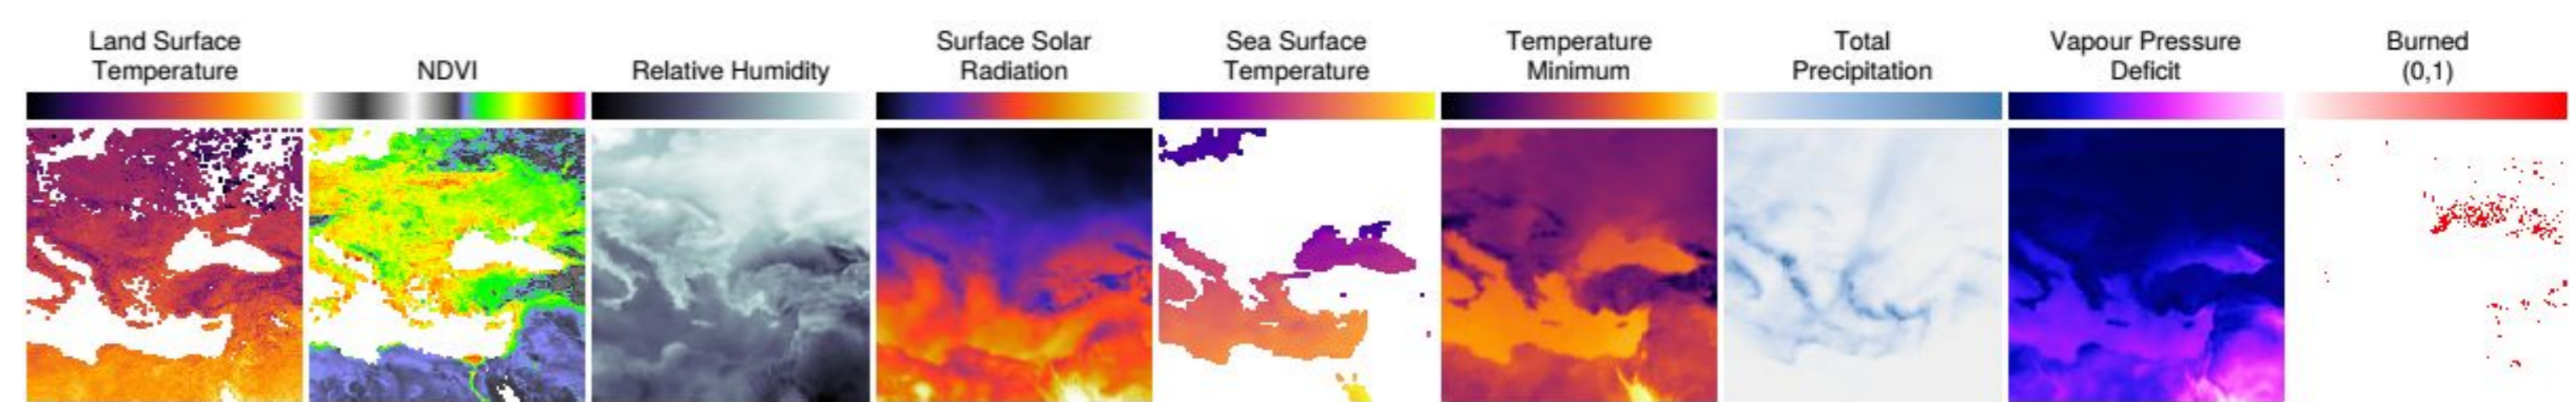 Land Surface
Temperature
NDVI
Relative Humidity
Surface Solar
Radiation
Sea Surface
Temperature
Temperature
Minimum
Total
Precipitation
Vapour Pressure
Deficit
Burned
(0,1)